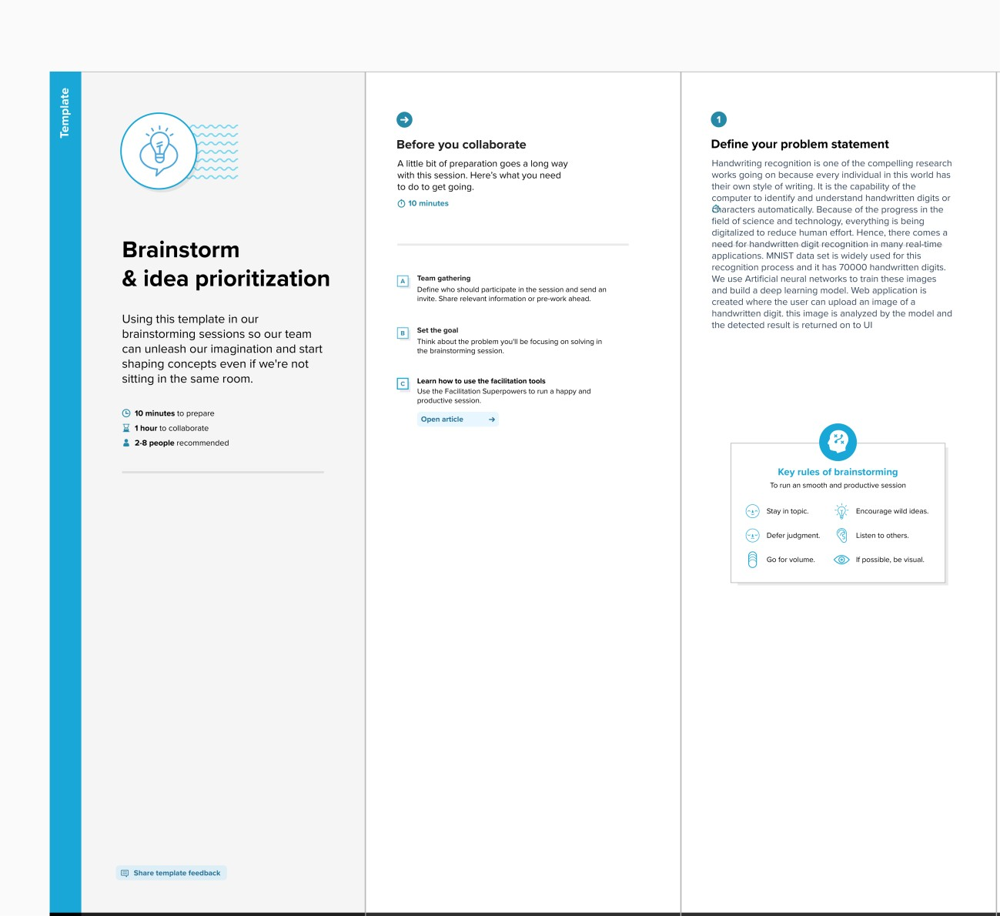 Template
Brainstorm
& idea prioritization
Using this template in our
brainstorming sessions so our team
can unleash our imagination and start
shaping concepts even if we're not
sitting in the same room.
10 minutes to prepare
1 hour to collaborate
2-8 people recommended
Share template feedback
Before you collaborate
A little bit of preparation goes a long way
with this session. Here's what you need
to do to get going.
10 minutes
A
Team gathering
Define who should participate in the session and send an
invite. Share relevant information or pre-work ahead.
B
Set the goal
Think about the problem you'll be focusing on solving in
the brainstorming session.
C
Learn how to use the facilitation tools
Use the Facilitation Superpowers to run a happy and
productive session.
Open article
1
Define your problem statement
Handwriting recognition is one of the compelling research
works going on because every individual in this world has
their own style of writing. It is the capability of the
computer to identify and understand handwritten digits or
characters automatically. Because of the progress in the
field of science and technology, everything is being
digitalized to reduce human effort. Hence, there comes a
need for handwritten digit recognition in many real-time
applications. MNIST data set is widely used for this
recognition process and it has 70000 handwritten digits.
We use Artificial neural networks to train these images
and build a deep learning model. Web application is
created where the user can upload an image of a
handwritten digit. this image is analyzed by the model and
the detected result is returned on to UI
Key rules of brainstorming
To run an smooth and productive session
Stay in topic.
Encourage wild ideas.
Defer judgment.
Listen to others.
Go for volume.
If possible, be visual.